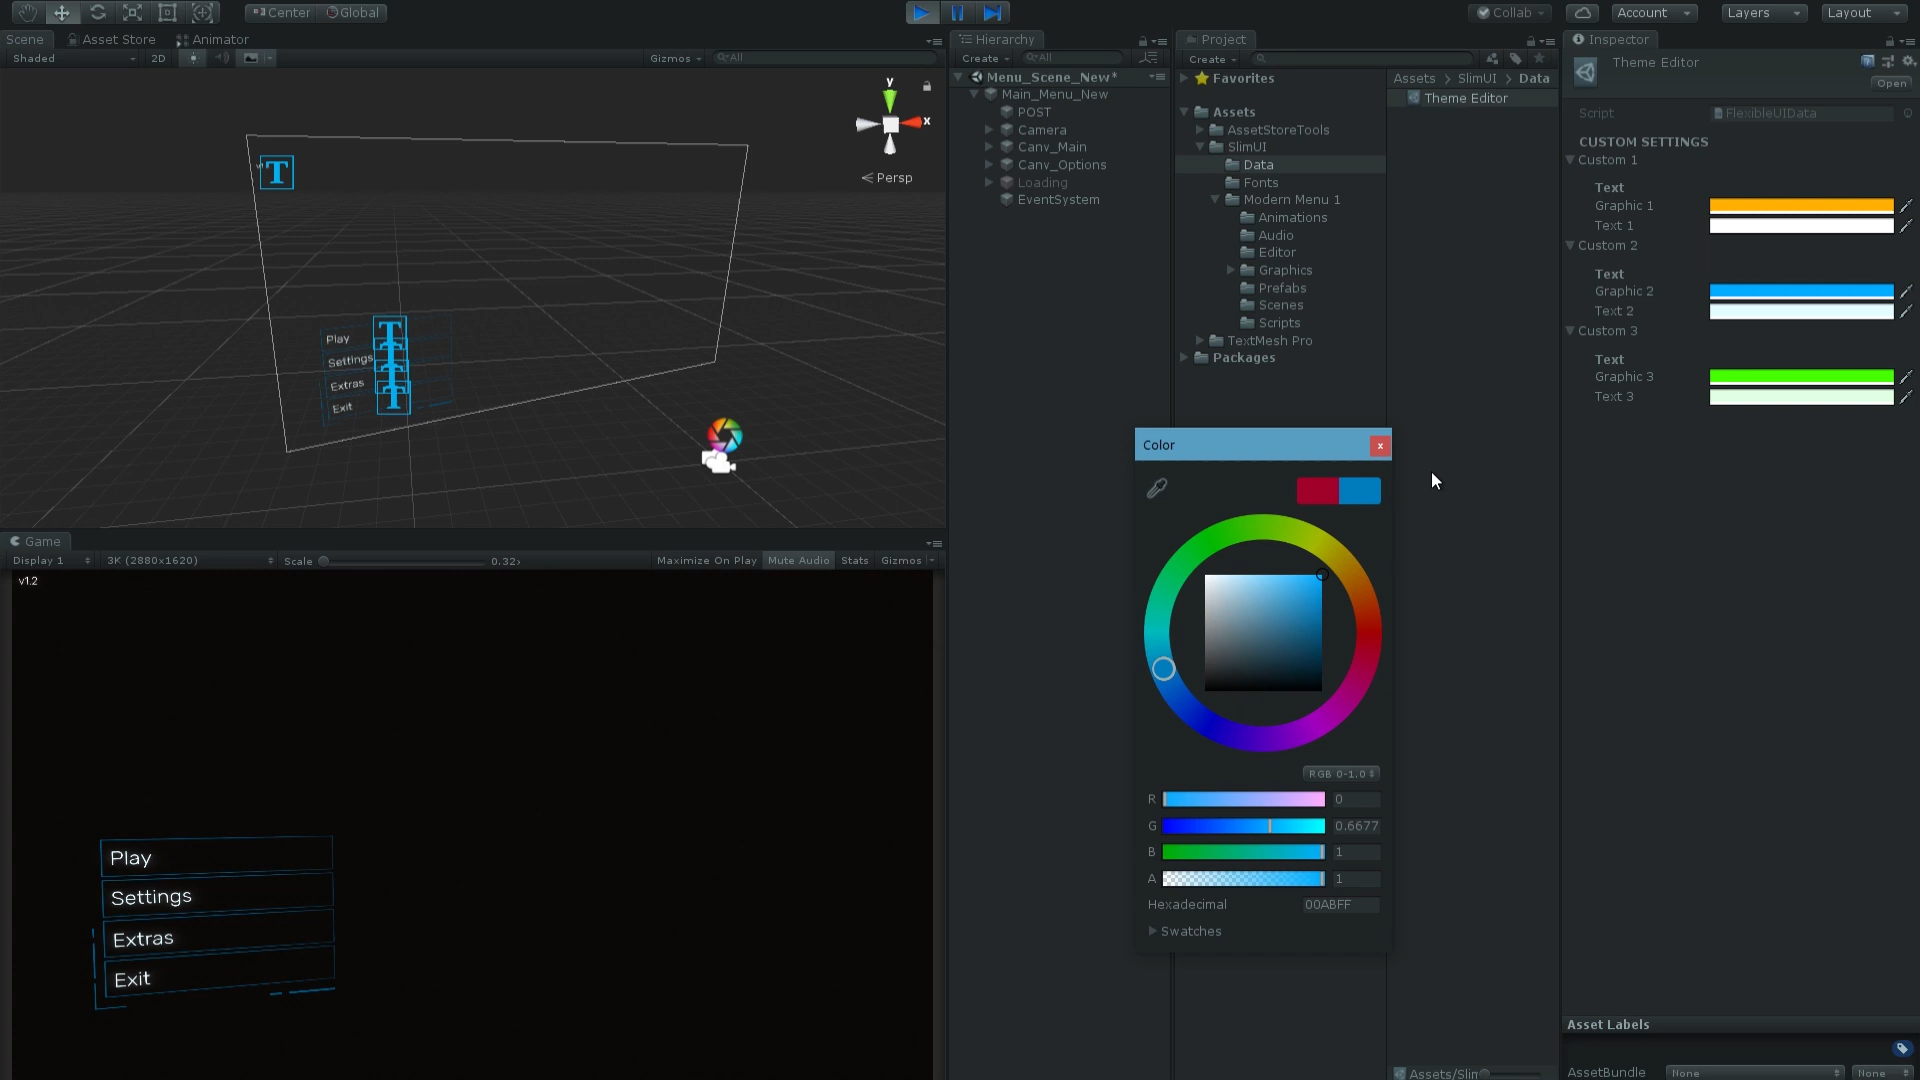 Center
Global
Collab
Account
Layers
Layout
Scene
Asset Store
Animator
Shaded
2D
Gizmos
All
y
x
Persp
T
Play
Settings
Extras
Exit
T
Game
Display 1
3K (2880x1620)
Scale
0.32
Maximize On Play
Mute Audio
Stats
Gizmos
v1.2
Play
Settings
Extras
Exit
Hierarchy
Create
All
Menu_Scene_New*
Main_Menu_New
POST
Camera
Canv_Main
Canv_Options
Loading
EventSystem
Project
Create
Favorites
Assets
AssetStoreTools
SlimUI
Data
Fonts
Modern Menu 1
Animations
Audio
Editor
Graphics
Prefabs
Scenes
Scripts
TextMesh Pro
Packages
Assets > SlimUI > Data
Theme Editor
Assets/Slim
Color
RGB 0-1.0
R 0
G 0.6677
B 1
A 1
Hexadecimal 00ABFF
Swatches
Inspector
Theme Editor
Open
Script FlexibleUIData
CUSTOM SETTINGS
Custom 1
Text
Graphic 1
Text 1
Custom 2
Text
Graphic 2
Text 2
Custom 3
Text
Graphic 3
Text 3
Asset Labels
AssetBundle None None